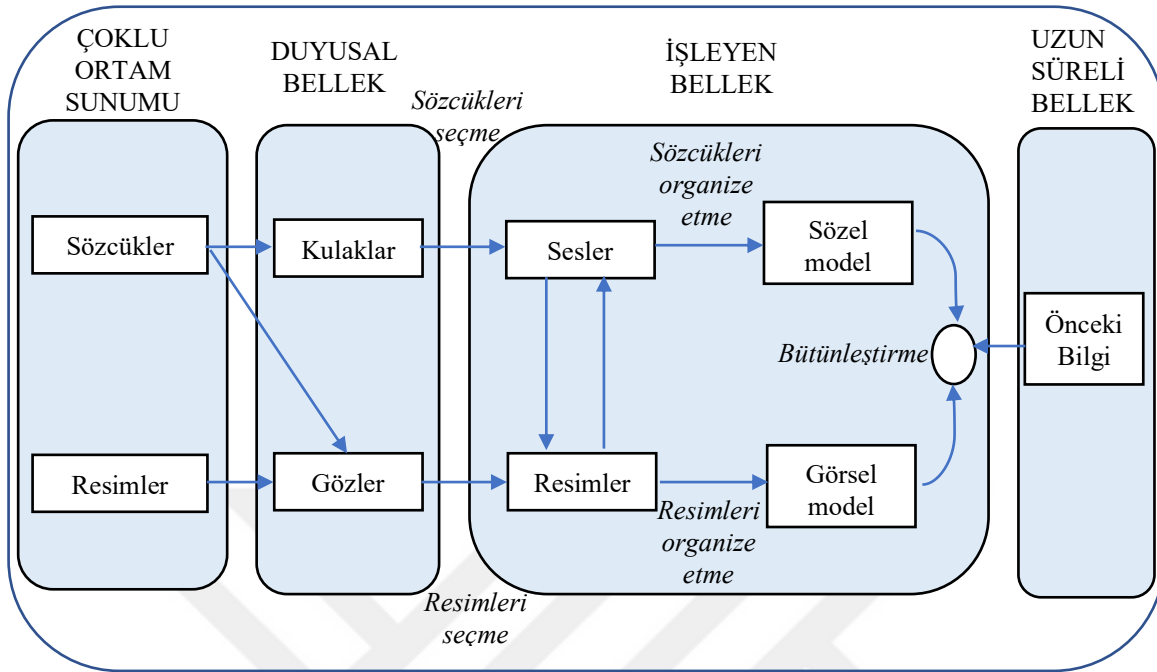 ÇOKLU
ORTAM
SUNUMU
DUYUSAL
BELLEK
İŞLEYEN
BELLEK
UZUN
SÜRELİ
BELLEK
Sözcükleri
seçme
Sözcükleri
organize
etme
Sözcükler
Kulaklar
Sesler
Sözel
model
Bütünleştirme
Önceki
Bilgi
Resimler
Gözler
Resimler
Görsel
model
Resimleri
organize
etme
Resimleri
seçme